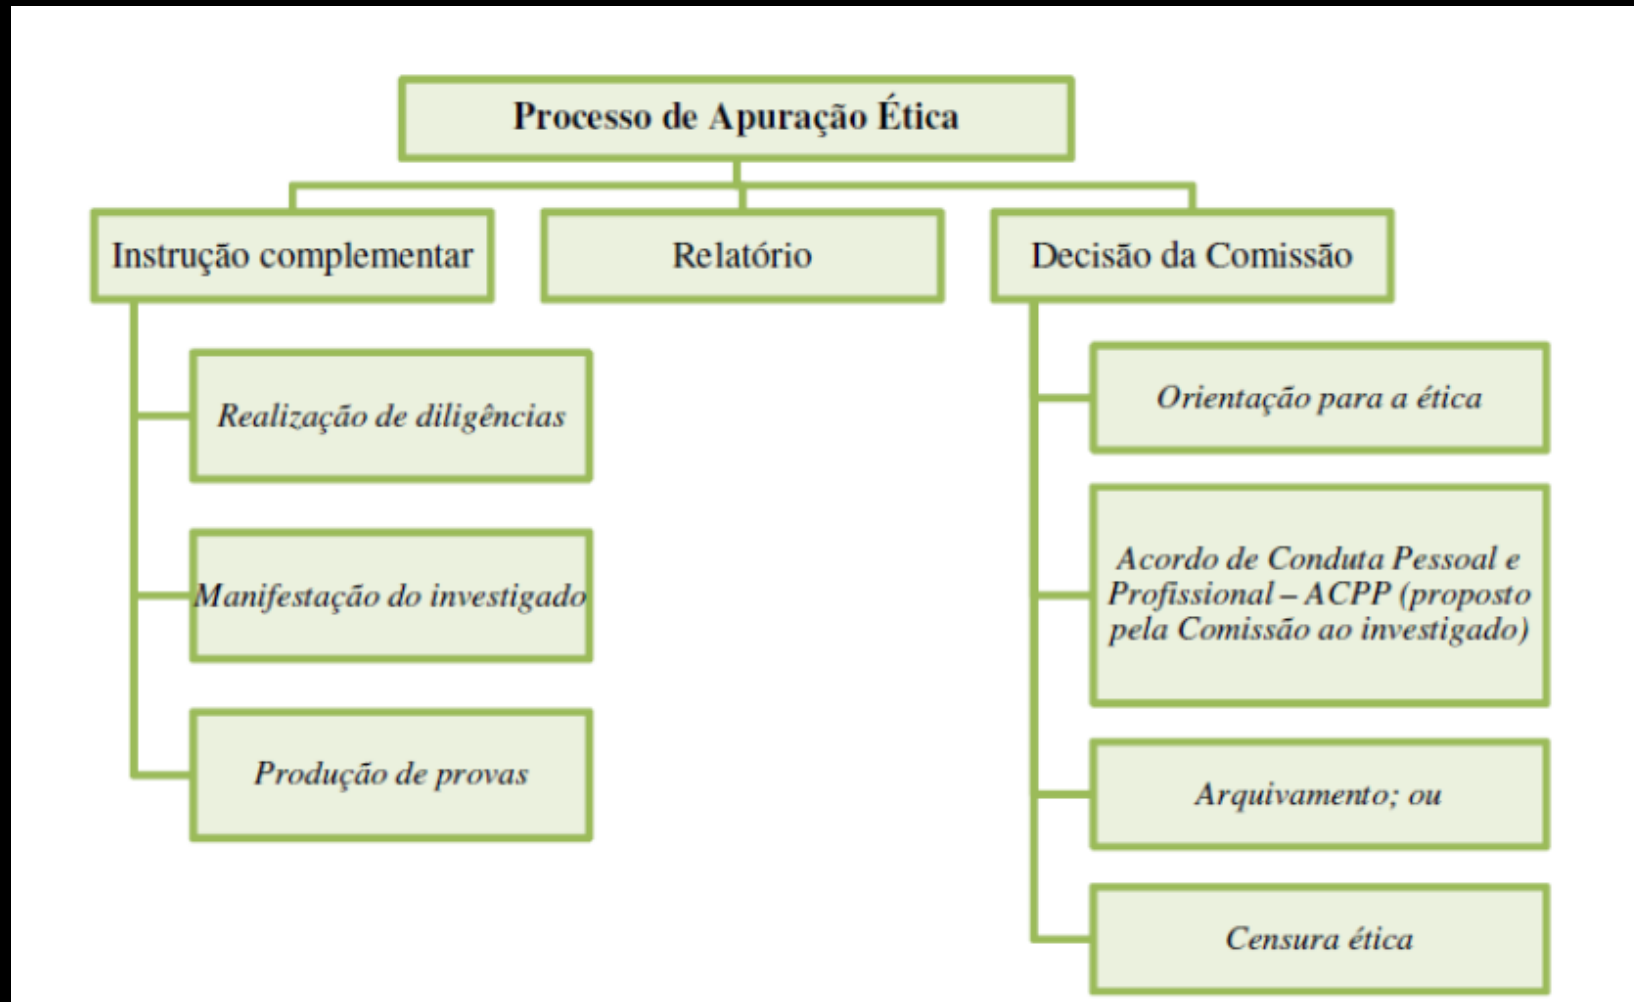 Processo de Apuração Ética
Instrução complementar
Relatório
Decisão da Comissão
Realização de diligências
Manifestação do investigado
Produção de provas
Orientação para a ética
Acordo de Conduta Pessoal e
Profissional – ACPP (proposto
pela Comissão ao investigado)
Arquivamento; ou
Censura ética